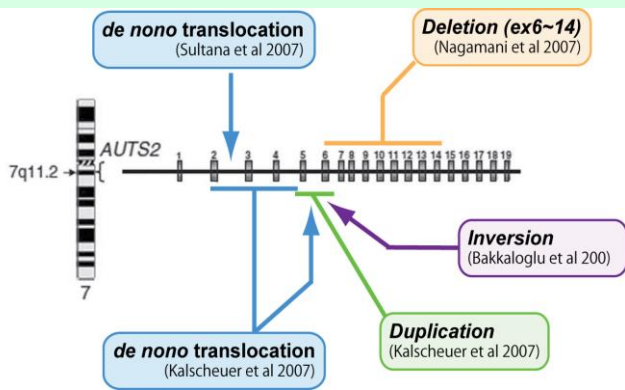 de nono translocation
(Sultana et al 2007)
Deletion (ex6~14)
(Nagamani et al 2007)
AUTS2
7q11.2
1 2 3 4 5 6 7 8 9 10 11 12 13 14 15 16 17 18 19
7
Inversion
(Bakkaloglu et al 200)
de nono translocation
(Kalscheuer et al 2007)
Duplication
(Kalscheuer et al 2007)